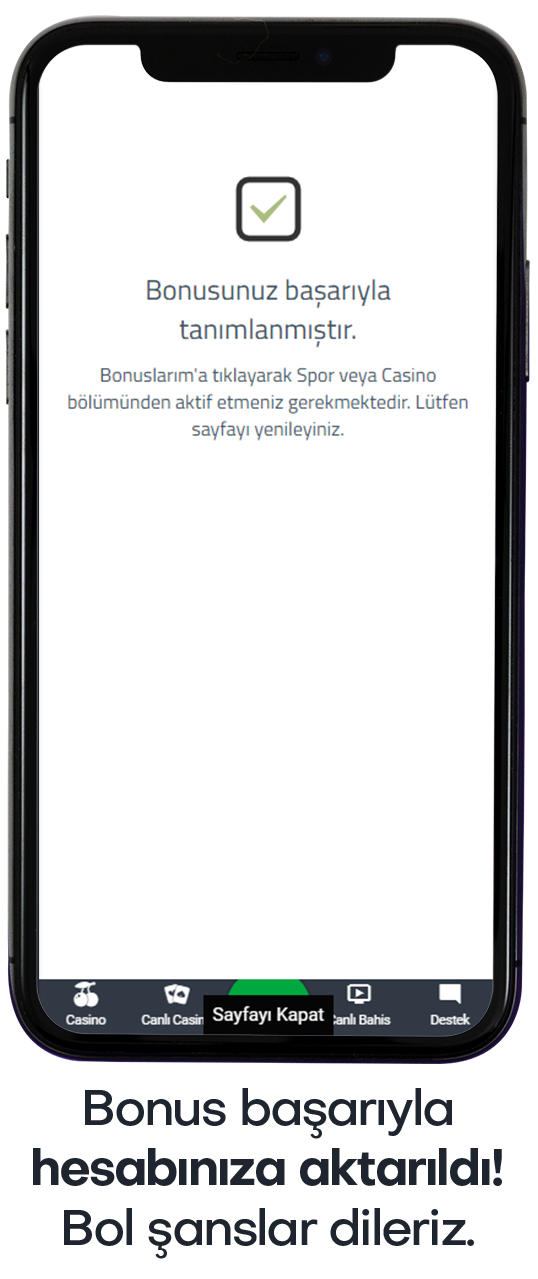 Bonusunuz başarıyla
tanımlanmıştır.
Bonuslarım'a tıklayarak Spor veya Casino
bölümünden aktif etmeniz gerekmektedir. Lütfen
sayfayı yenileyiniz.
Casino
Canlı Casin
Sayfayı Kapat
Canlı Bahis
Destek
Bonus başarıyla
hesabınıza aktarıldı!
Bol şanslar dileriz.